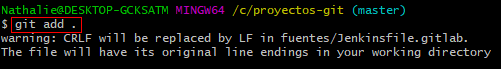 Nathalie@DESKTOP-GCKSATM MINGW64 /c/proyectos-git (master)
$ git add .
warning: CRLF will be replaced by LF in fuentes/Jenkinsfile.gitlab.
The file will have its original line endings in your working directory